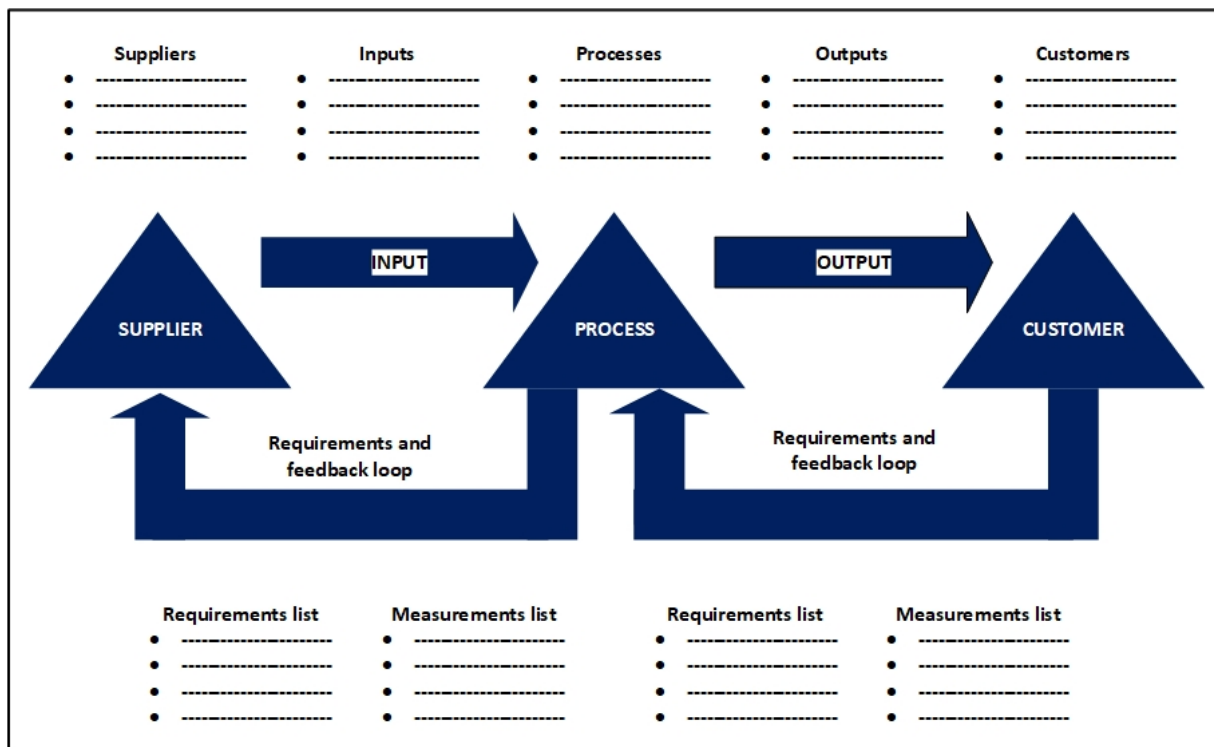 Suppliers
Inputs
Processes
Outputs
Customers
INPUT
OUTPUT
SUPPLIER
PROCESS
CUSTOMER
Requirements and
feedback loop
Requirements and
feedback loop
Requirements list
Measurements list
Requirements list
Measurements list